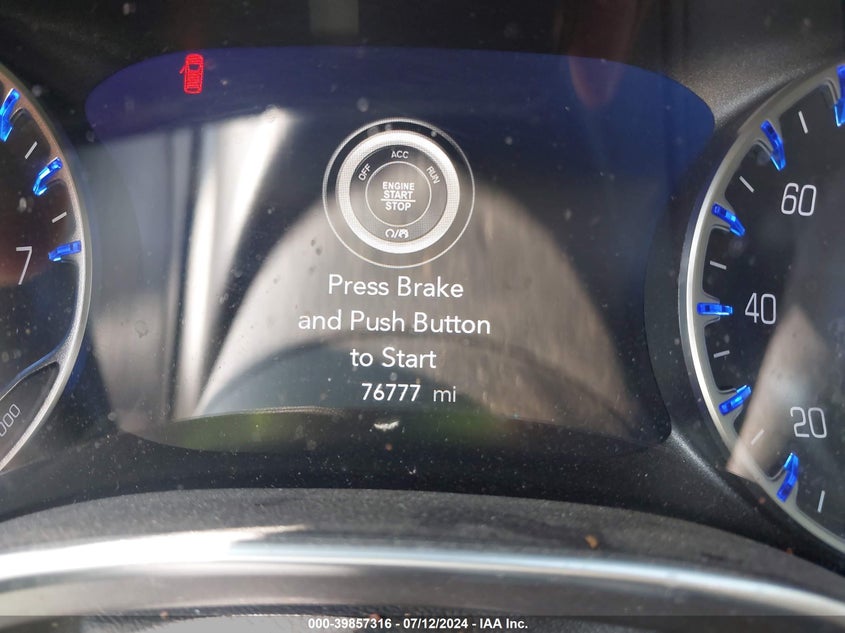 OFF ACC RUN
ENGINE
START
STOP
Press Brake
and Push Button
to Start
76777 mi
7
000
60
40
20
000-39857316 - 07/12/2024 - IAA Inc.